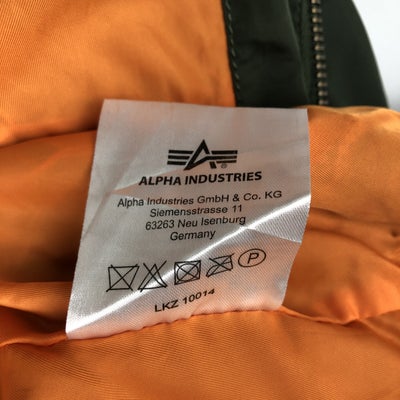 ALPHA INDUSTRIES
Alpha Industries GmbH & Co. KG
Siemensstrasse 11
63263 Neu Isenburg
Germany
P
LKZ 10014